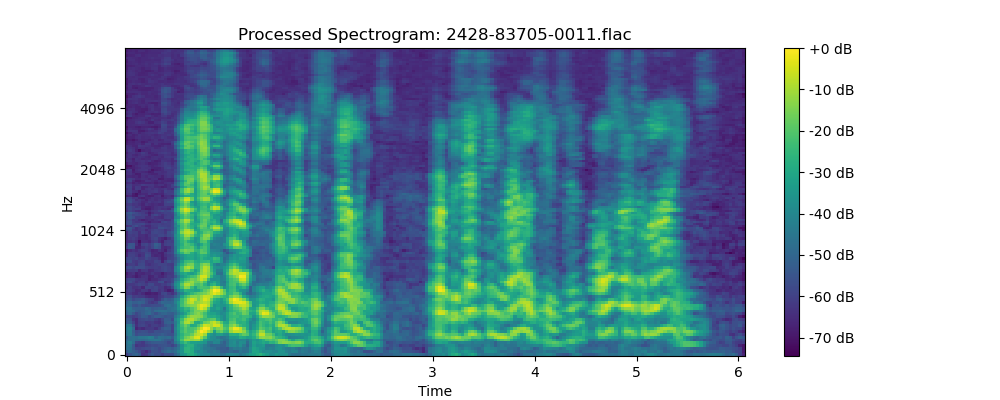 Processed Spectrogram: 2428-83705-0011.flac
Hz
4096
2048
1024
512
0
0 1 2 3 4 5 6
Time
+0 dB
-10 dB
-20 dB
-30 dB
-40 dB
-50 dB
-60 dB
-70 dB